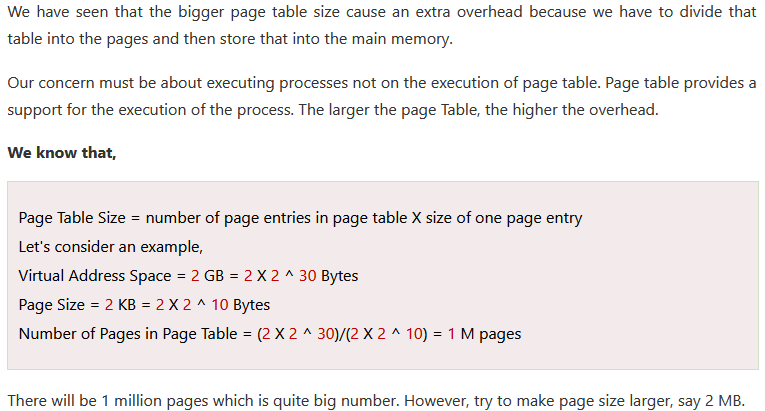 We have seen that the bigger page table size cause an extra overhead because we have to divide that
table into the pages and then store that into the main memory.
Our concern must be about executing processes not on the execution of page table. Page table provides a
support for the execution of the process. The larger the page Table, the higher the overhead.
We know that,
Page Table Size = number of page entries in page table X size of one page entry
Let's consider an example,
Virtual Address Space = 2 GB = 2 X 2 ^ 30 Bytes
Page Size = 2 KB = 2 X 2 ^ 10 Bytes
Number of Pages in Page Table = (2 X 2 ^ 30)/(2 X 2 ^ 10) = 1 M pages
There will be 1 million pages which is quite big number. However, try to make page size larger, say 2 MB.